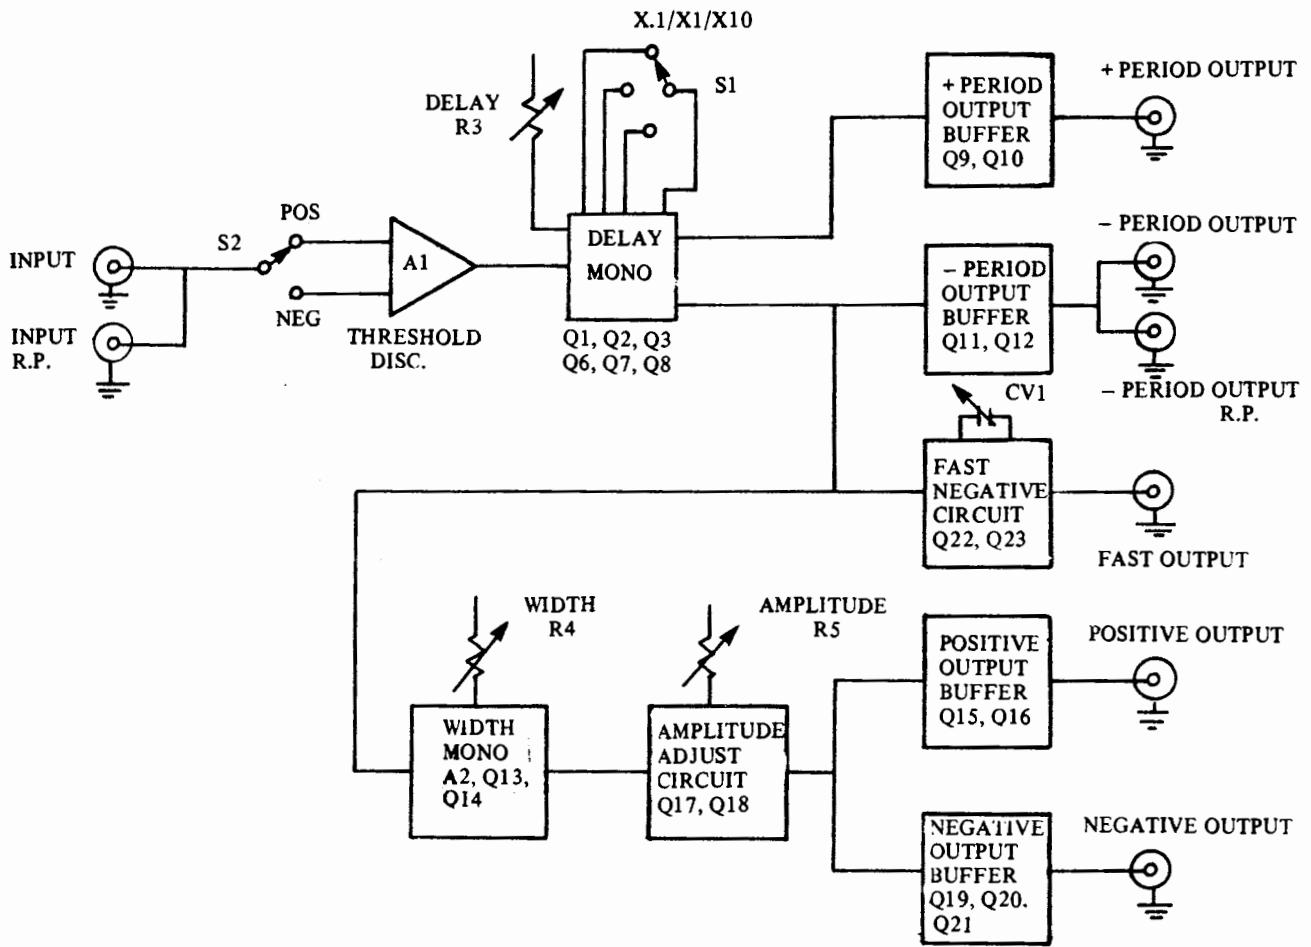 X.1/X1/X10
S1
DELAY
R3
+ PERIOD
OUTPUT
BUFFER
Q9, Q10
+ PERIOD OUTPUT
INPUT
INPUT
R.P.
S2
POS
NEG
A1
THRESHOLD
DISC.
DELAY
MONO
Q1, Q2, Q3
Q6, Q7, Q8
– PERIOD
OUTPUT
BUFFER
Q11, Q12
– PERIOD OUTPUT
– PERIOD OUTPUT
R.P.
CV1
FAST
NEGATIVE
CIRCUIT
Q22, Q23
FAST OUTPUT
WIDTH
R4
AMPLITUDE
R5
WIDTH
MONO
A2, Q13,
Q14
AMPLITUDE
ADJUST
CIRCUIT
Q17, Q18
POSITIVE
OUTPUT
BUFFER
Q15, Q16
POSITIVE OUTPUT
NEGATIVE
OUTPUT
BUFFER
Q19, Q20.
Q21
NEGATIVE OUTPUT